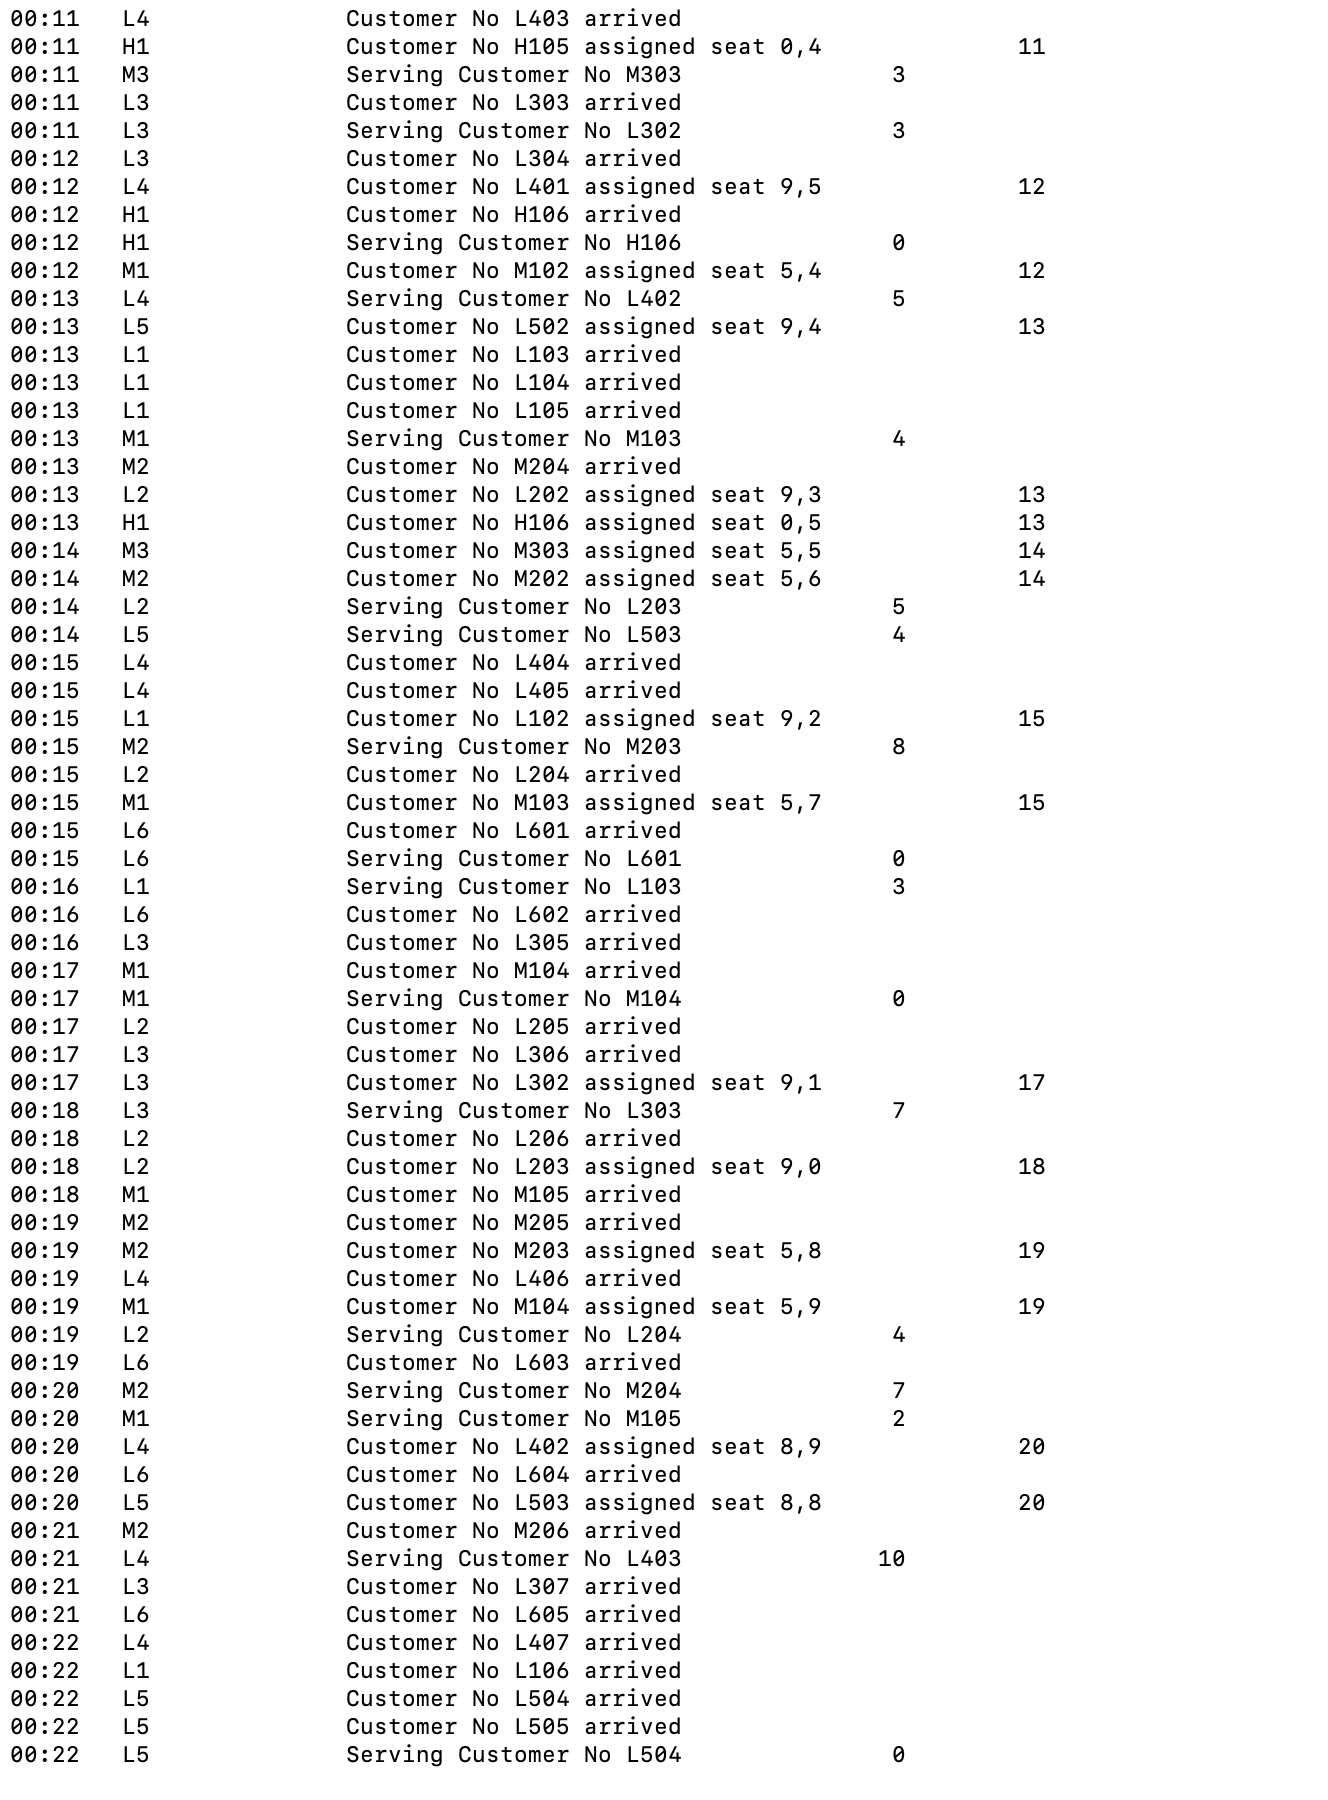 00:11 L4 Customer No L403 arrived
00:11 H1 Customer No H105 assigned seat 0,4 11
00:11 M3 Serving Customer No M303 3
00:11 L3 Customer No L303 arrived
00:11 L3 Serving Customer No L302 3
00:12 L3 Customer No L304 arrived
00:12 L4 Customer No L401 assigned seat 9,5 12
00:12 H1 Customer No H106 arrived
00:12 H1 Serving Customer No H106 0
00:12 M1 Customer No M102 assigned seat 5,4 12
00:13 L4 Serving Customer No L402 5
00:13 L5 Customer No L502 assigned seat 9,4 13
00:13 L1 Customer No L103 arrived
00:13 L1 Customer No L104 arrived
00:13 L1 Customer No L105 arrived
00:13 M1 Serving Customer No M103 4
00:13 M2 Customer No M204 arrived
00:13 L2 Customer No L202 assigned seat 9,3 13
00:13 H1 Customer No H106 assigned seat 0,5 13
00:14 M3 Customer No M303 assigned seat 5,5 14
00:14 M2 Customer No M202 assigned seat 5,6 14
00:14 L2 Serving Customer No L203 5
00:14 L5 Serving Customer No L503 4
00:15 L4 Customer No L404 arrived
00:15 L4 Customer No L405 arrived
00:15 L1 Customer No L102 assigned seat 9,2 15
00:15 M2 Serving Customer No M203 8
00:15 L2 Customer No L204 arrived
00:15 M1 Customer No M103 assigned seat 5,7 15
00:15 L6 Customer No L601 arrived
00:15 L6 Serving Customer No L601 0
00:16 L1 Serving Customer No L103 3
00:16 L6 Customer No L602 arrived
00:16 L3 Customer No L305 arrived
00:17 M1 Customer No M104 arrived
00:17 M1 Serving Customer No M104 0
00:17 L2 Customer No L205 arrived
00:17 L3 Customer No L306 arrived
00:17 L3 Customer No L302 assigned seat 9,1 17
00:18 L3 Serving Customer No L303 7
00:18 L2 Customer No L206 arrived
00:18 L2 Customer No L203 assigned seat 9,0 18
00:18 M1 Customer No M105 arrived
00:19 M2 Customer No M205 arrived
00:19 M2 Customer No M203 assigned seat 5,8 19
00:19 L4 Customer No L406 arrived
00:19 M1 Customer No M104 assigned seat 5,9 19
00:19 L2 Serving Customer No L204 4
00:19 L6 Customer No L603 arrived
00:20 M2 Serving Customer No M204 7
00:20 M1 Serving Customer No M105 2
00:20 L4 Customer No L402 assigned seat 8,9 20
00:20 L6 Customer No L604 arrived
00:20 L5 Customer No L503 assigned seat 8,8 20
00:21 M2 Customer No M206 arrived
00:21 L4 Serving Customer No L403 10
00:21 L3 Customer No L307 arrived
00:21 L6 Customer No L605 arrived
00:22 L4 Customer No L407 arrived
00:22 L1 Customer No L106 arrived
00:22 L5 Customer No L504 arrived
00:22 L5 Customer No L505 arrived
00:22 L5 Serving Customer No L504 0